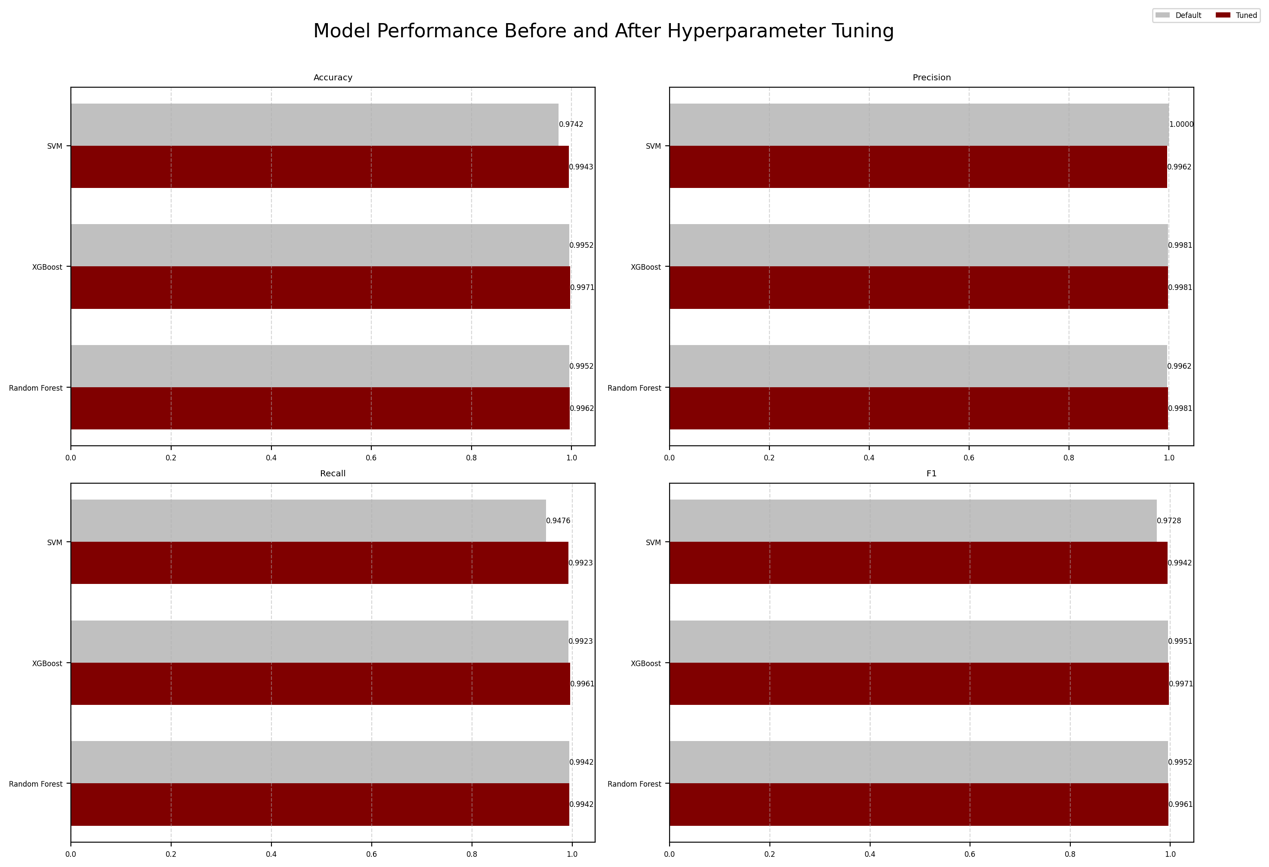 Default Tuned
Model Performance Before and After Hyperparameter Tuning
Accuracy
SVM
0.9742
0.9943
XGBoost
0.9952
0.9971
Random Forest
0.9952
0.9962
0.0 0.2 0.4 0.6 0.8 1.0
Precision
SVM
1.0000
0.9962
XGBoost
0.9981
0.9981
Random Forest
0.9962
0.9981
0.0 0.2 0.4 0.6 0.8 1.0
Recall
SVM
0.9476
0.9923
XGBoost
0.9923
0.9961
Random Forest
0.9942
0.9942
0.0 0.2 0.4 0.6 0.8 1.0
F1
SVM
0.9728
0.9942
XGBoost
0.9951
0.9971
Random Forest
0.9952
0.9961
0.0 0.2 0.4 0.6 0.8 1.0